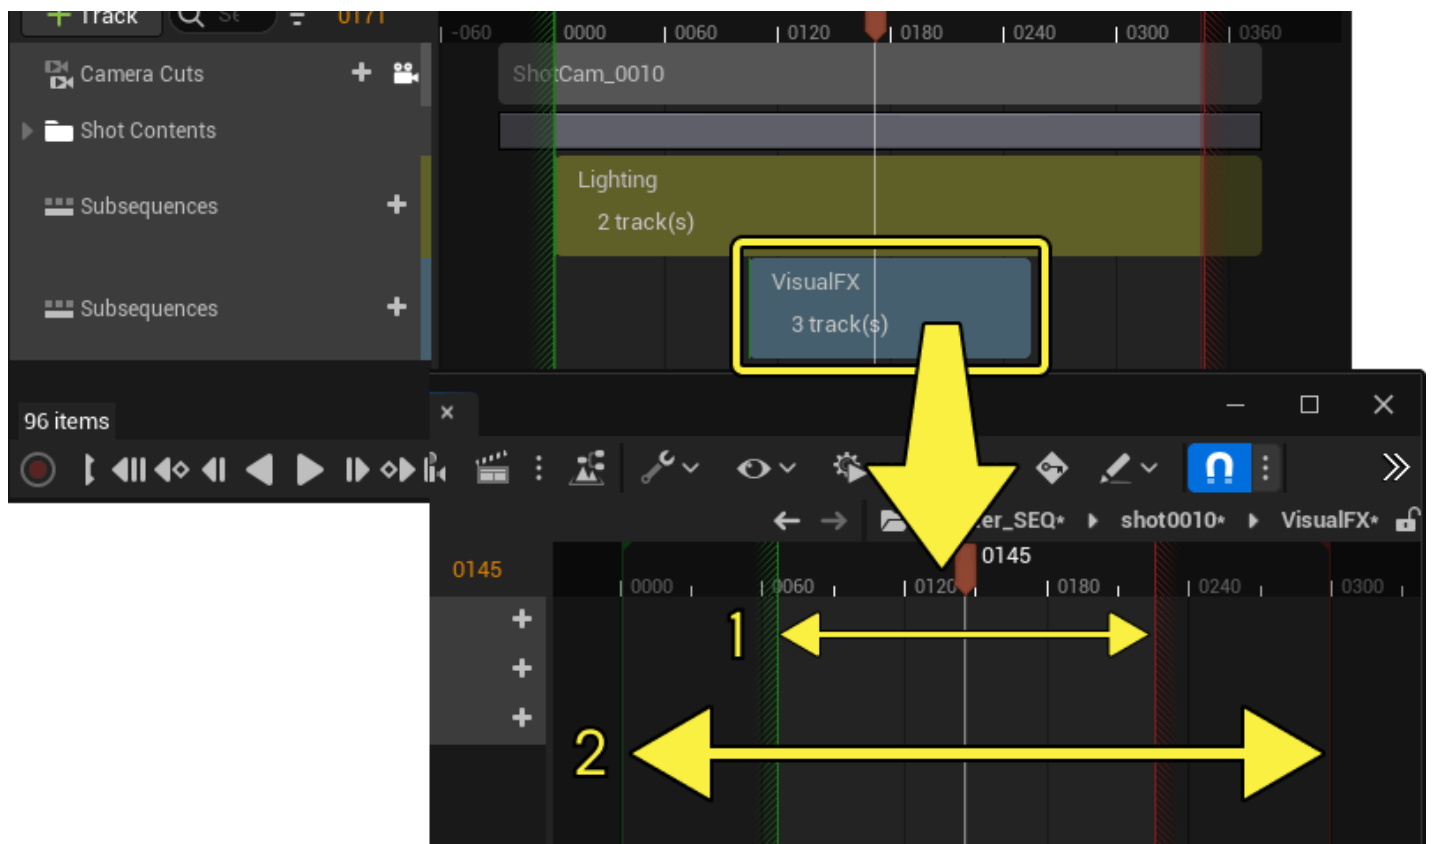 Track 0171
-060 0000 0060 0120 0180 0240 0300 0360
Camera Cuts
ShotCam_0010
Shot Contents
Lighting
2 track(s)
Subsequences
VisualFX
3 track(s)
Subsequences
96 items
er_SEQ* shot0010* VisualFX*
0145 0145
0000 0060 0120 0180 0240 0300
1
2